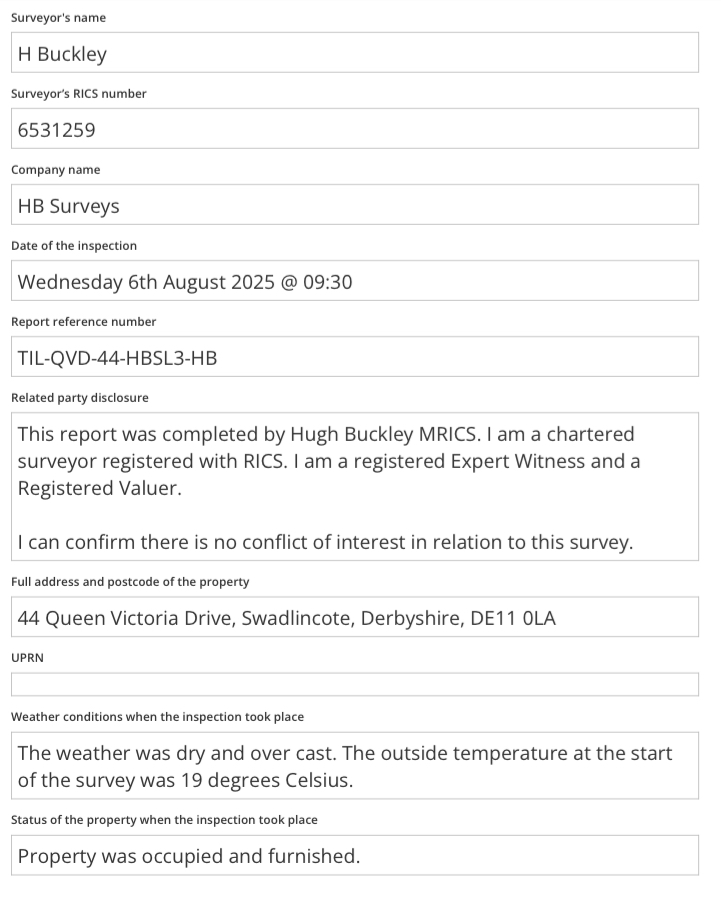 Surveyor's name
H Buckley
Surveyor's RICS number
6531259
Company name
HB Surveys
Date of the inspection
Wednesday 6th August 2025 @ 09:30
Report reference number
TIL-QVD-44-HBSL3-HB
Related party disclosure
This report was completed by Hugh Buckley MRICS. I am a chartered
surveyor registered with RICS. I am a registered Expert Witness and a
Registered Valuer.
I can confirm there is no conflict of interest in relation to this survey.
Full address and postcode of the property
44 Queen Victoria Drive, Swadlincote, Derbyshire, DE11 0LA
UPRN
Weather conditions when the inspection took place
The weather was dry and over cast. The outside temperature at the start
of the survey was 19 degrees Celsius.
Status of the property when the inspection took place
Property was occupied and furnished.